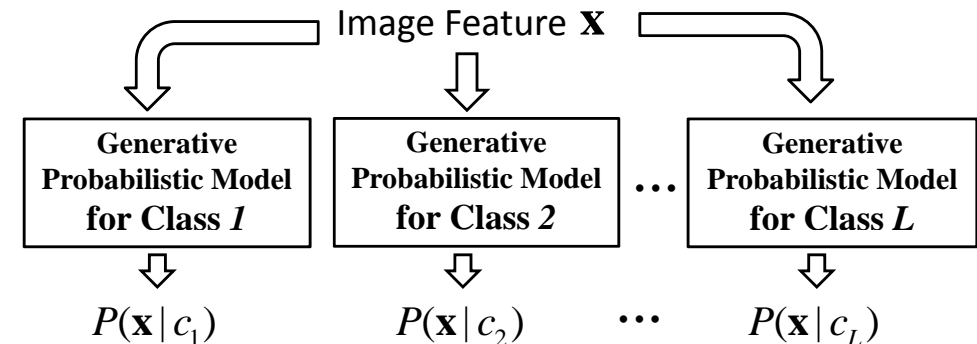 Image Feature x
Generative
Probabilistic Model
for Class 1
Generative
Probabilistic Model
for Class 2
...
Generative
Probabilistic Model
for Class L
P(x | c₁)
P(x | c₂)
...
P(x | c_L)